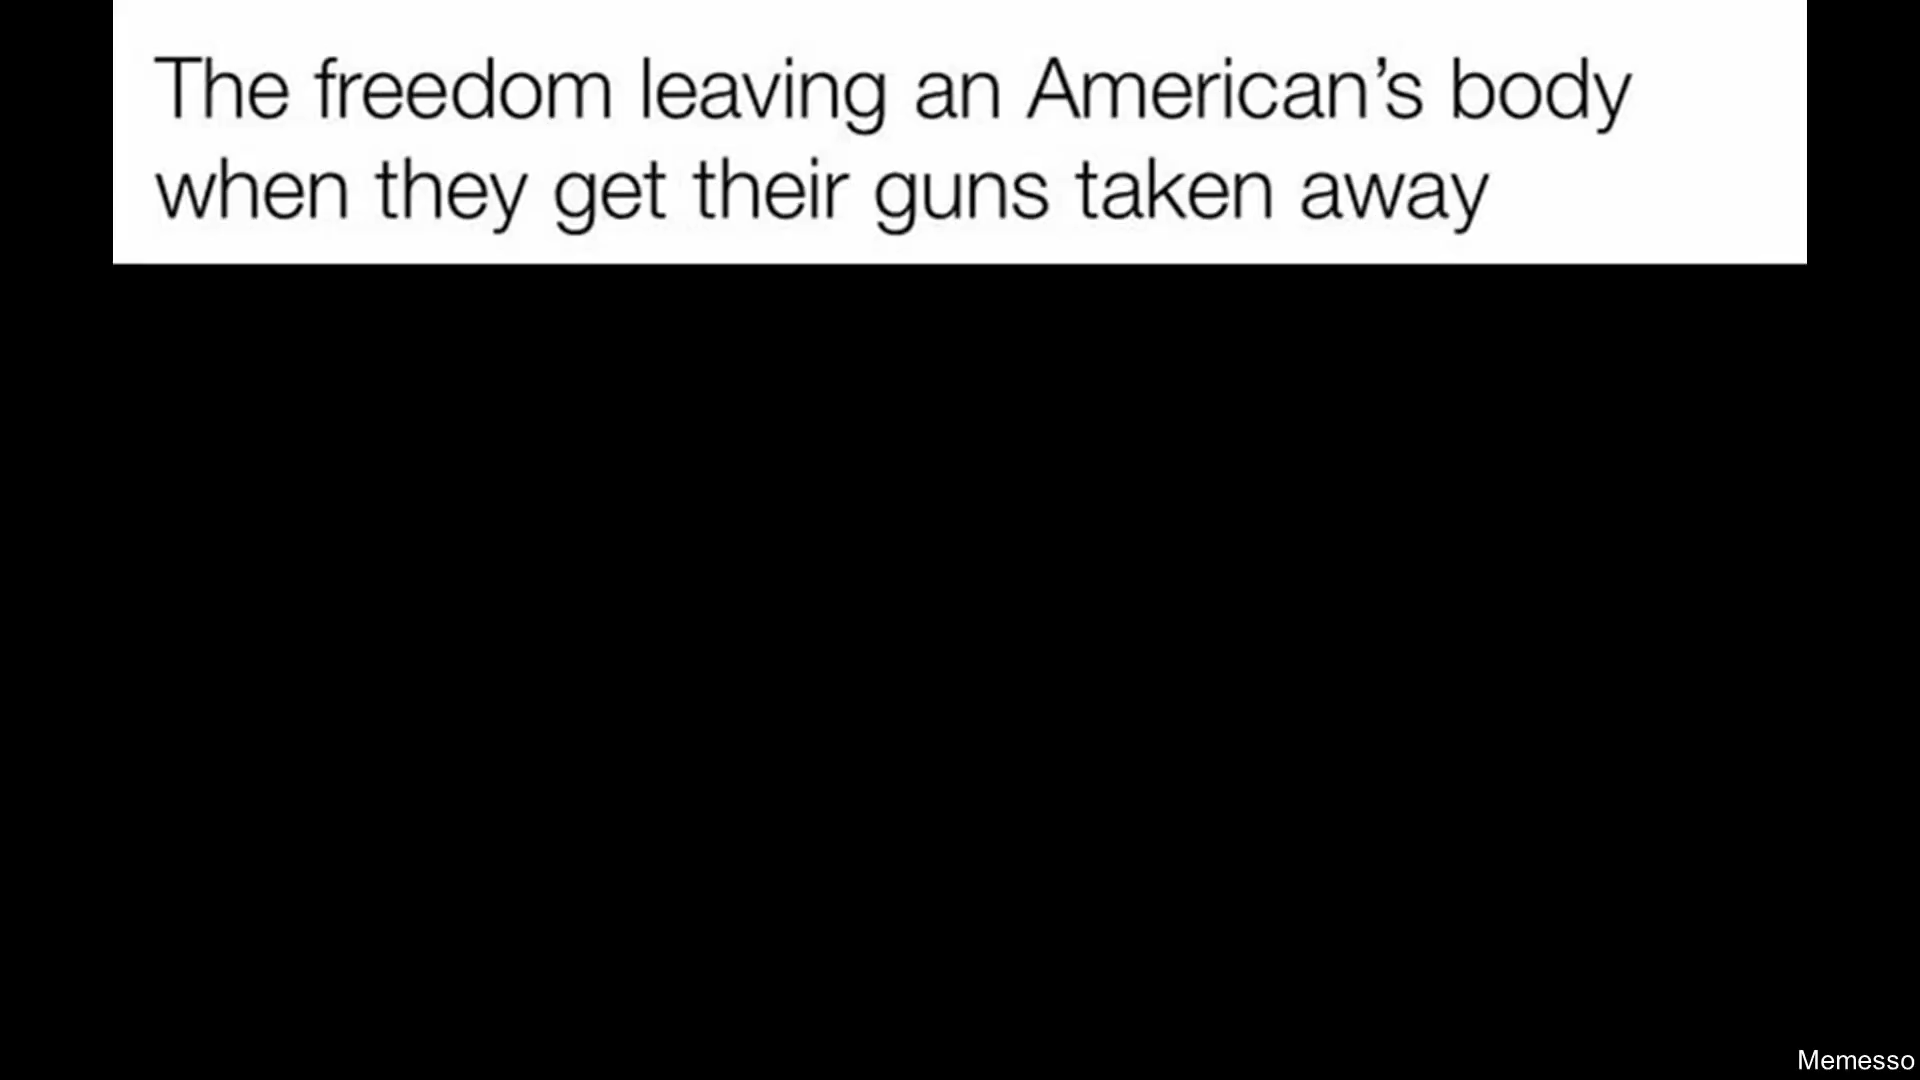 The freedom leaving an American’s body
when they get their guns taken away
Memesso